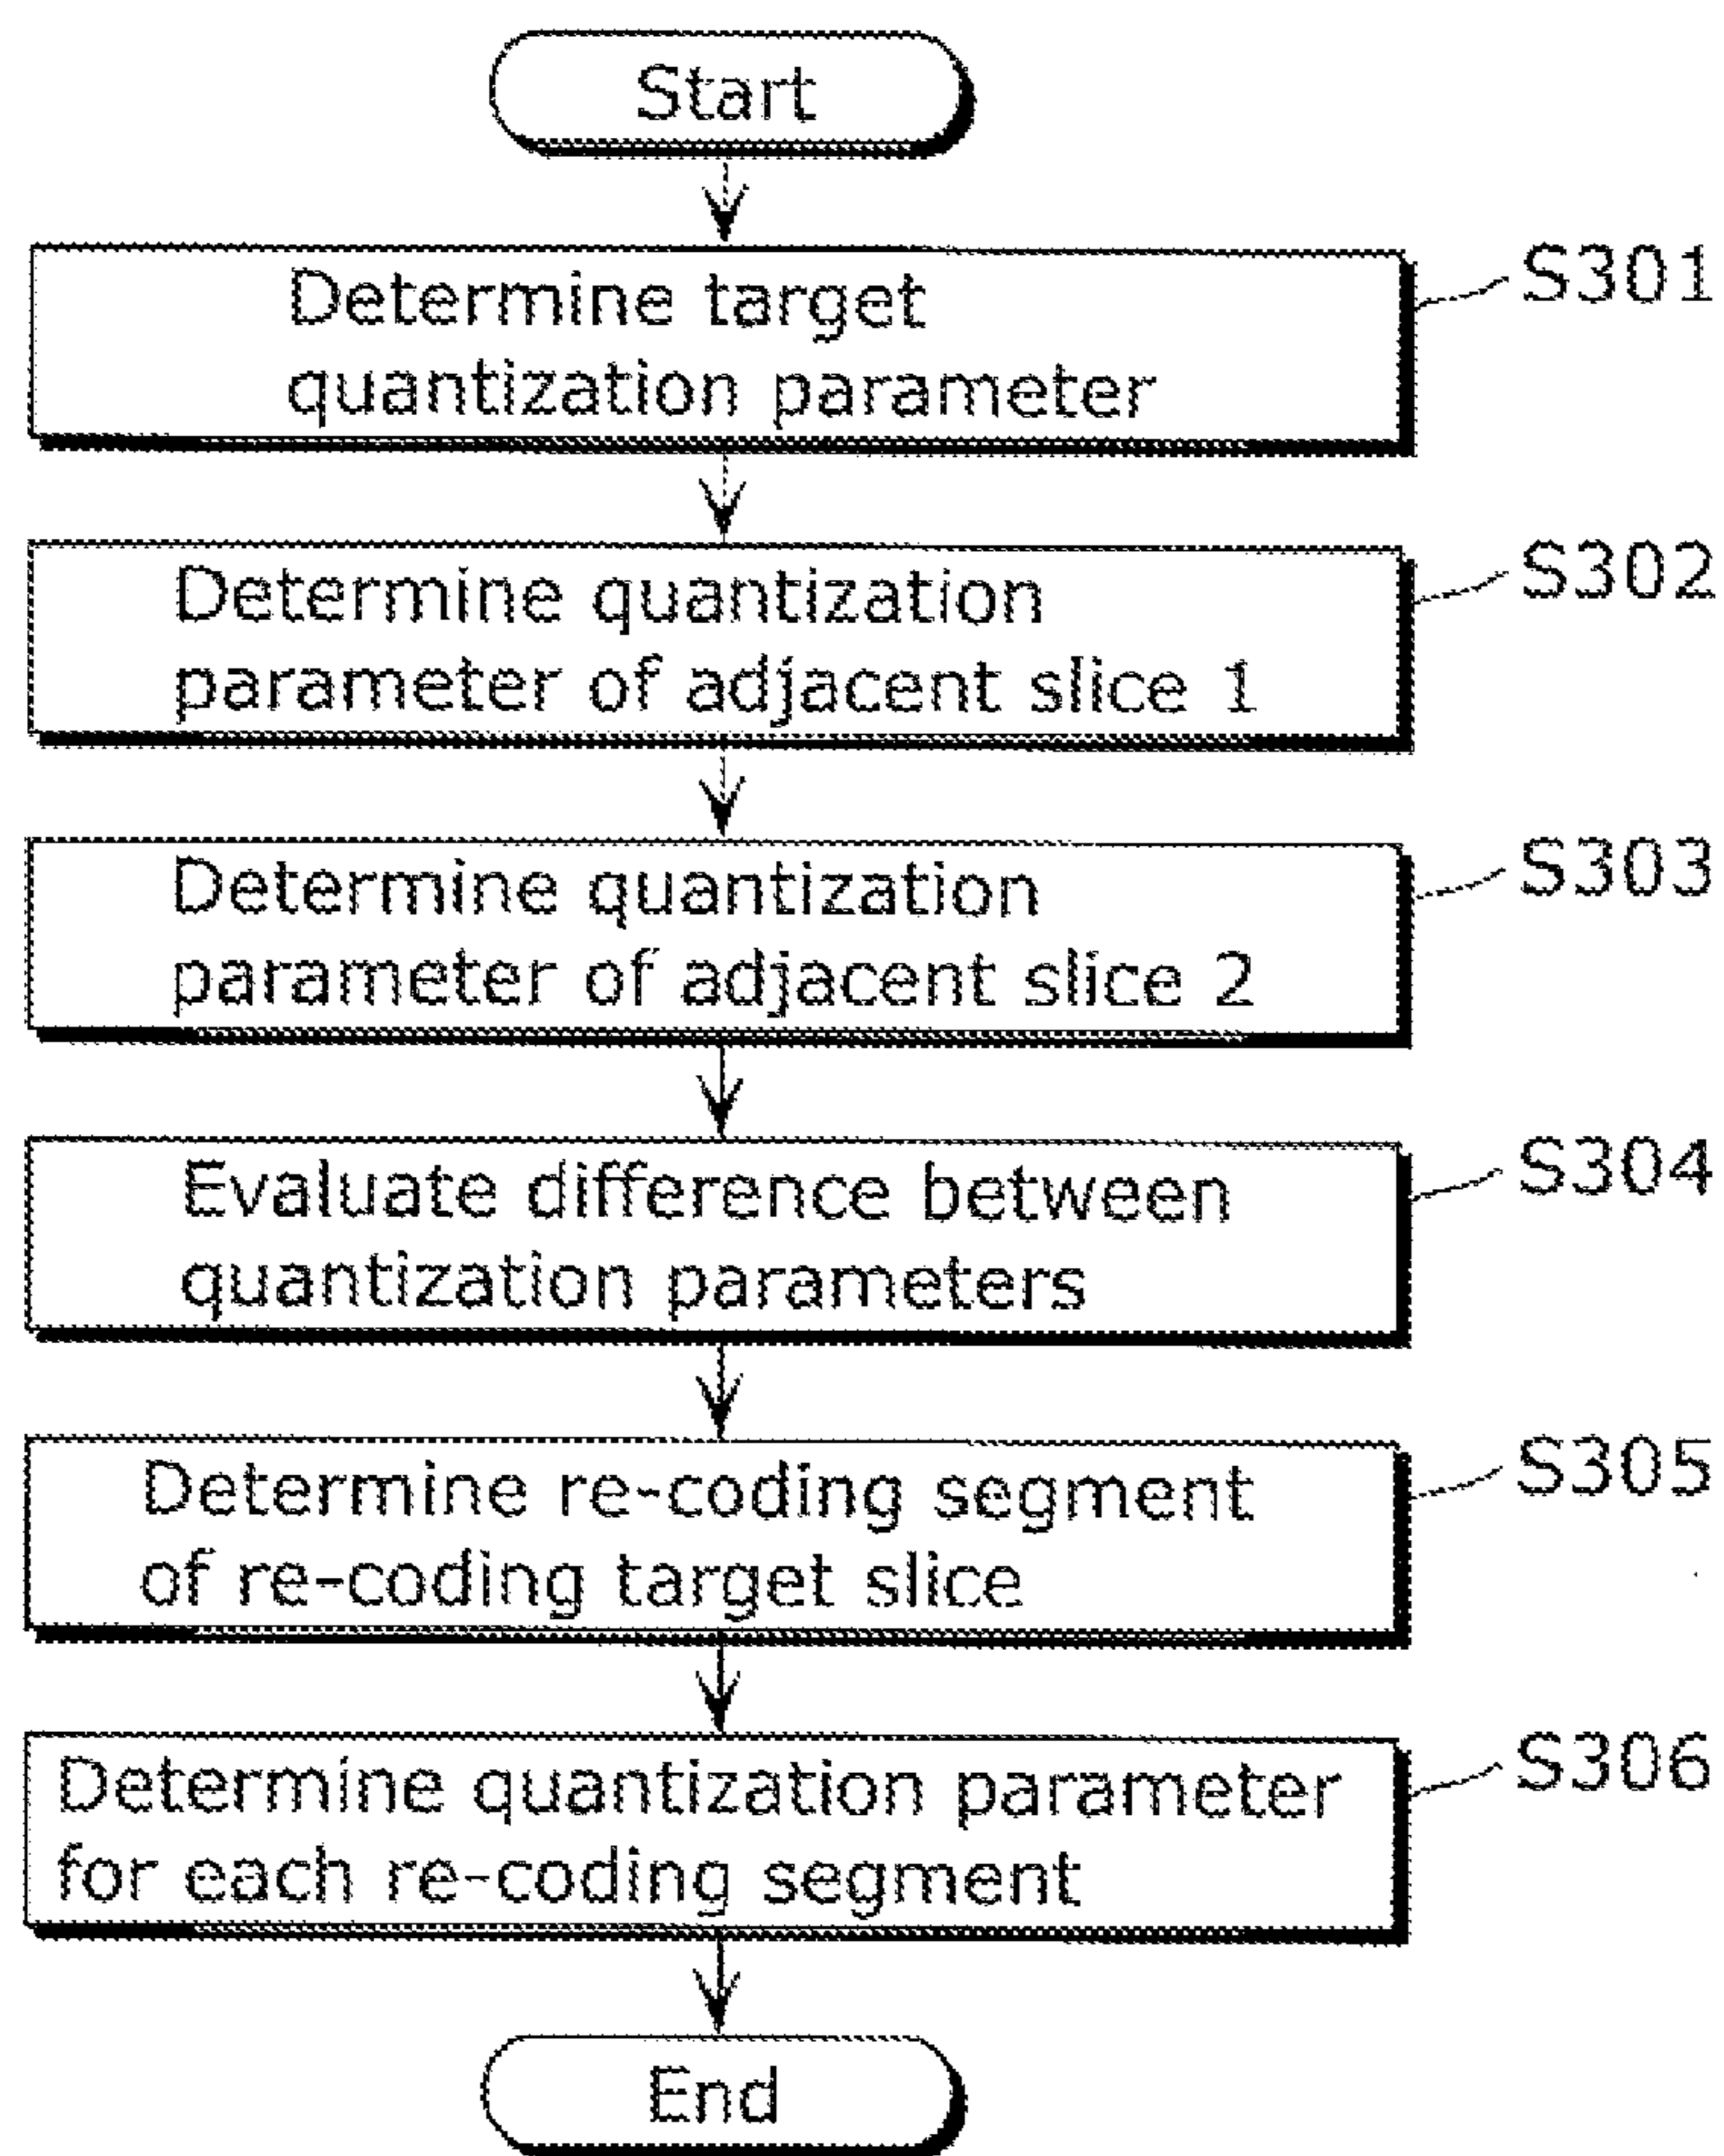 Start
Determine target
quantization parameter
S301
Determine quantization
parameter of adjacent slice 1
S302
Determine quantization
parameter of adjacent slice 2
S303
Evaluate difference between
quantization parameters
S304
Determine re-coding segment
of re-coding target slice
S305
Determine quantization parameter
for each re-coding segment
S306
End